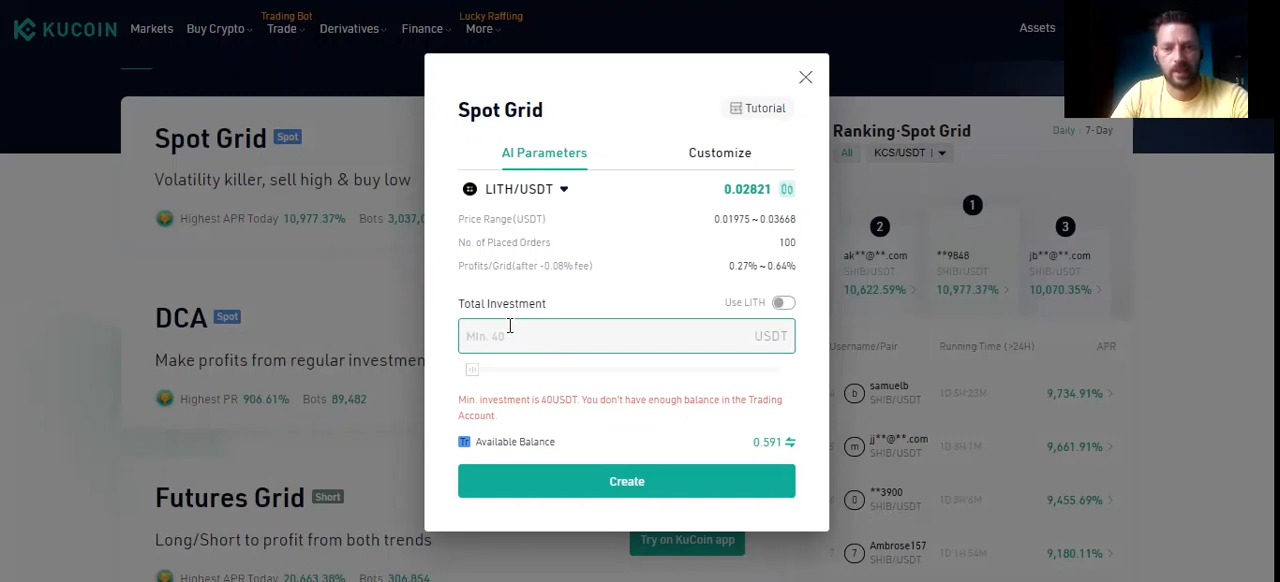 KUCOIN
Markets
Buy Crypto
Trading Bot
Trade
Derivatives
Finance
Lucky Raffling
More
Assets
Spot Grid
Spot
Volatility killer, sell high & buy low
Highest APR Today 10,977.37% Bots 3,037,0
DCA
Spot
Make profits from regular investmen
Highest PR 906.61% Bots 89,482
Futures Grid
Short
Long/Short to profit from both trends
Highest APR Today 20,663.38% Bots 306,854
Spot Grid
Tutorial
AI Parameters
Customize
LITH/USDT
0.02821
Price Range(USDT)
0.01975 ~ 0.03668
No. of Placed Orders
100
Profits/Grid(after -0.08% fee)
0.27% ~ 0.64%
Total Investment
Use LITH
Min. 40
USDT
Min. investment is 40USDT. You don't have enough balance in the Trading
Account.
Tr
Available Balance
0.591
Create
Try on KuCoin app
Ranking·Spot Grid
Daily
7-Day
All
KCS/USDT
2
1
3
ak**@**.com
**9848
jb**@**.com
SHIB/USDT
SHIB/USDT
SHIB/USDT
10,622.59%
10,977.37%
10,070.35%
Username/Pair
Running Time (>24H)
APR
b
samuelb
SHIB/USDT
1D 5H 23M
9,734.91%
m
jj**@**.com
SHIB/USDT
9,661.91%
**3900
SHIB/USDT
9,455.69%
7
Ambrose157
SHIB/USDT
1D 1H 54M
9,180.11%